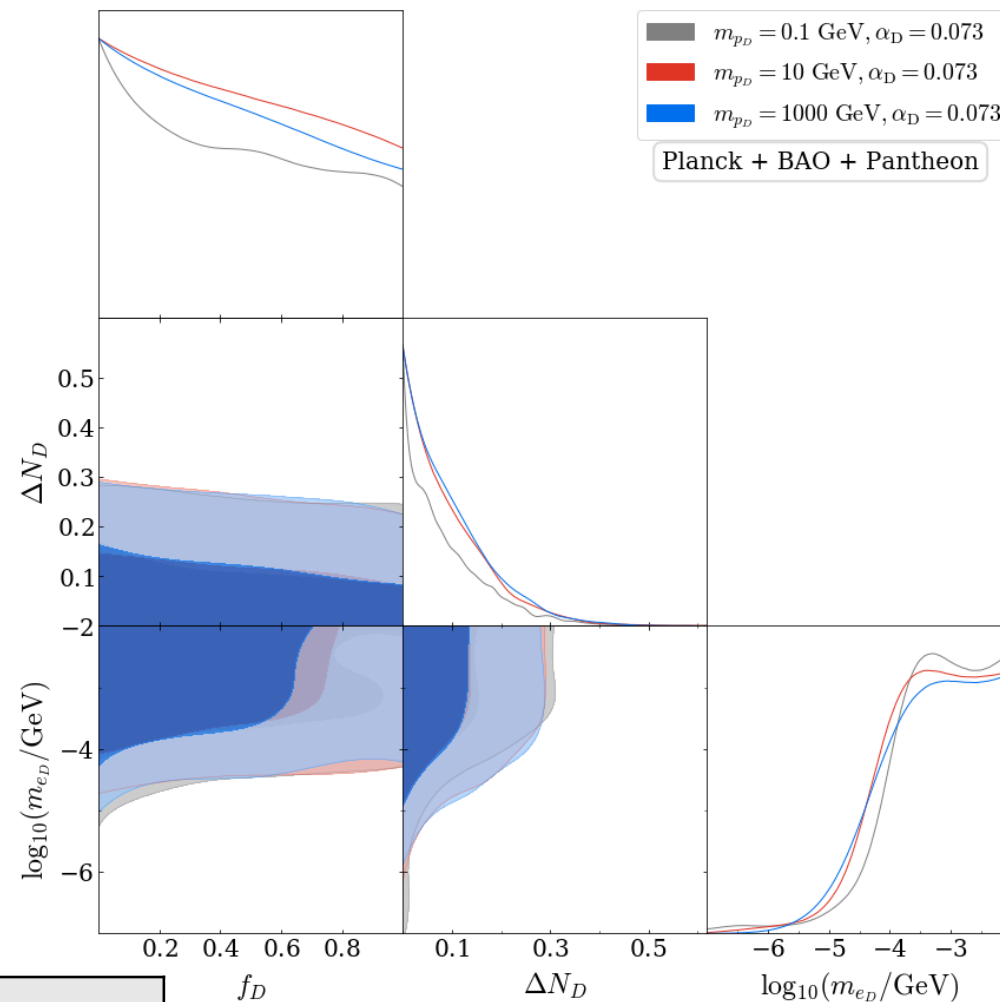 m_{p_D} = 0.1 GeV, α_D = 0.073
m_{p_D} = 10 GeV, α_D = 0.073
m_{p_D} = 1000 GeV, α_D = 0.073
Planck + BAO + Pantheon
ΔN_D
0.5
0.4
0.3
0.2
0.1
log₁₀(m_{e_D}/GeV)
−2
−4
−6
0.2 0.4 0.6 0.8
f_D
0.1 0.3 0.5
ΔN_D
−6 −5 −4 −3
log₁₀(m_{e_D}/GeV)